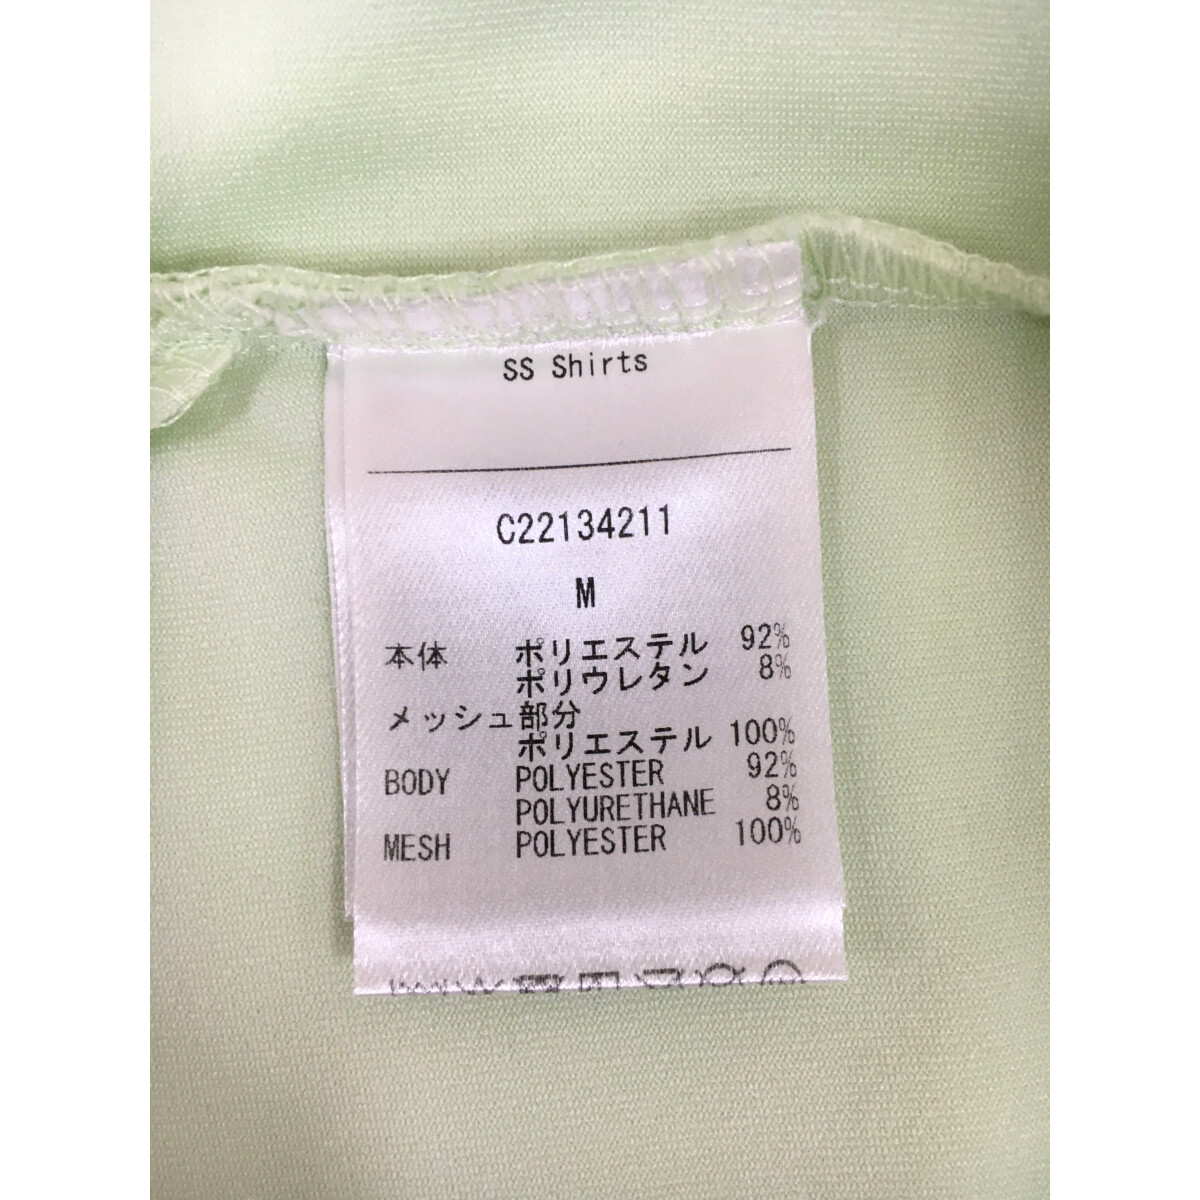 SS Shirts
C22134211
M
本体 ポリエステル 92%
ポリウレタン 8%
メッシュ部分
ポリエステル 100%
BODY POLYESTER 92%
POLYURETHANE 8%
MESH POLYESTER 100%